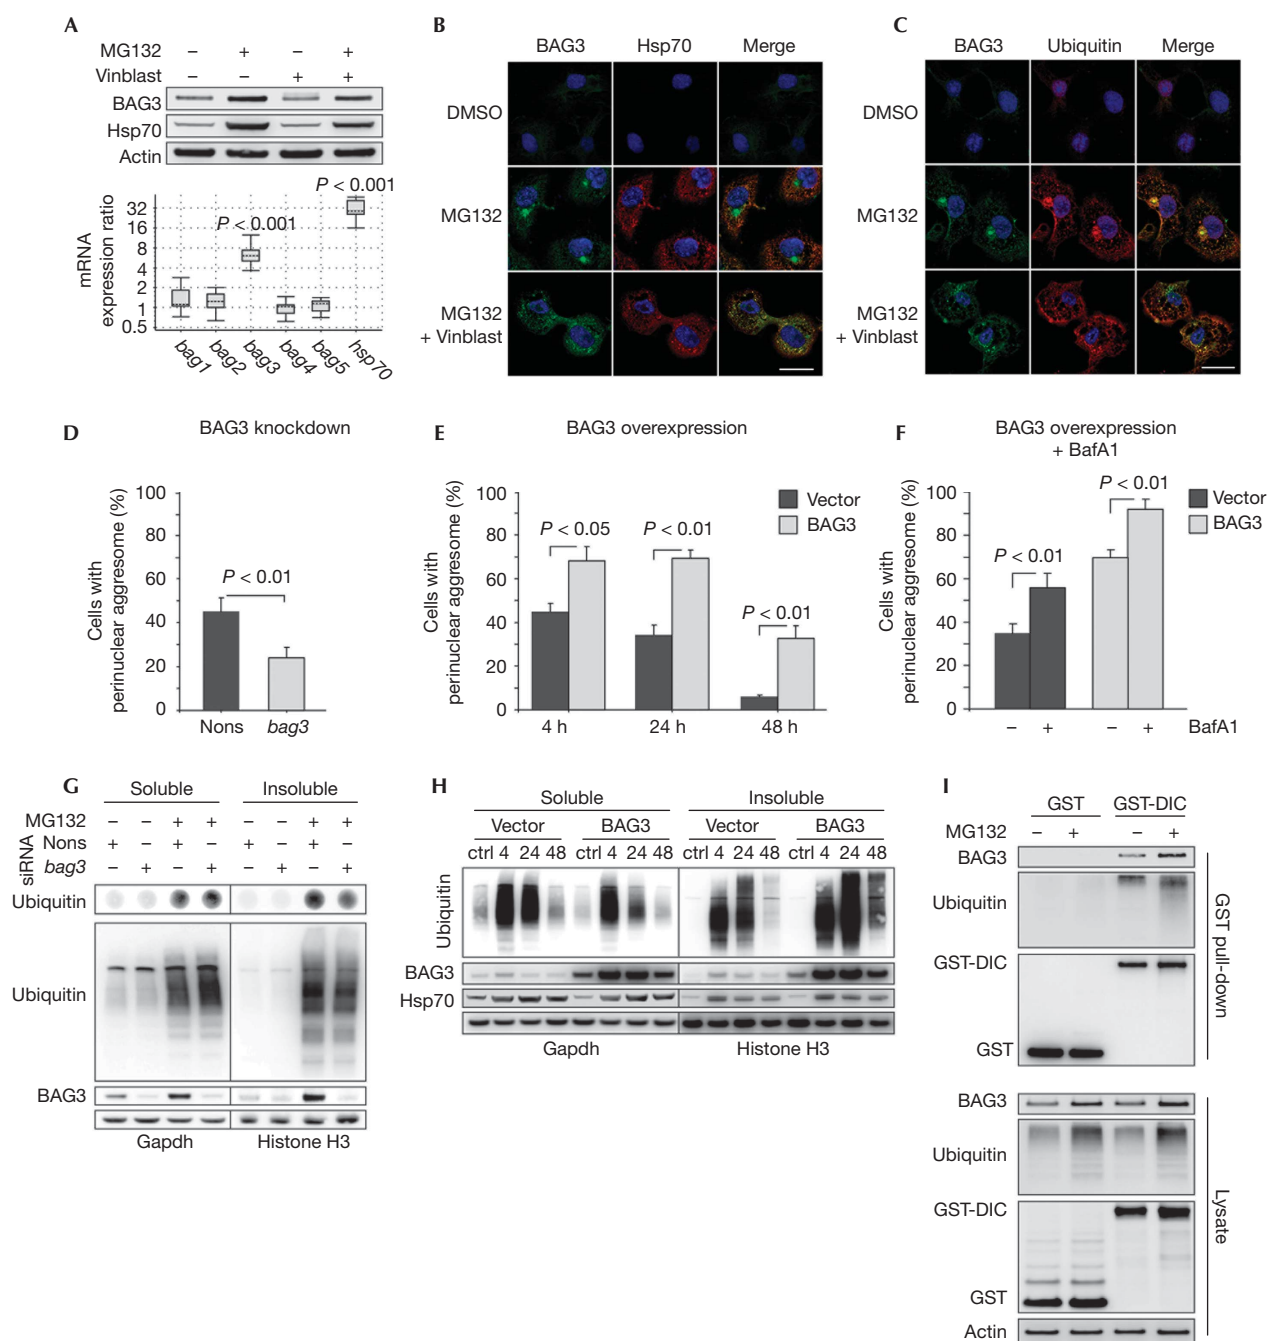 A
MG132 – + – +
Vinblast – – + +
BAG3
Hsp70
Actin
P < 0.001
P < 0.001
mRNA
expression ratio
32
16
8
4
2
1
0.5
bag1 bag2 bag3 bag4 bag5 hsp70
B
BAG3 Hsp70 Merge
DMSO
MG132
MG132
+ Vinblast
C
BAG3 Ubiquitin Merge
DMSO
MG132
MG132
+ Vinblast
D
BAG3 knockdown
Cells with
perinuclear aggresome (%)
100
80
60
40
20
0
P < 0.01
Nons bag3
E
BAG3 overexpression
Cells with
perinuclear aggresome (%)
100
80
60
40
20
0
P < 0.05
P < 0.01
P < 0.01
Vector
BAG3
4 h 24 h 48 h
F
BAG3 overexpression
+ BafA1
Cells with
perinuclear aggresome (%)
100
80
60
40
20
0
P < 0.01
P < 0.01
Vector
BAG3
– + – + BafA1
G
Soluble Insoluble
MG132 – – + + – – + +
siRNA
Nons + – + – + – + –
bag3 – + – + – + – +
Ubiquitin
Ubiquitin
BAG3
Gapdh Histone H3
H
Soluble Insoluble
Vector BAG3 Vector BAG3
ctrl 4 24 48 ctrl 4 24 48 ctrl 4 24 48 ctrl 4 24 48
Ubiquitin
BAG3
Hsp70
Gapdh Histone H3
I
GST GST-DIC
MG132 – + – +
BAG3
Ubiquitin
GST-DIC
GST
GST pull-down
BAG3
Ubiquitin
GST-DIC
GST
Actin
Lysate